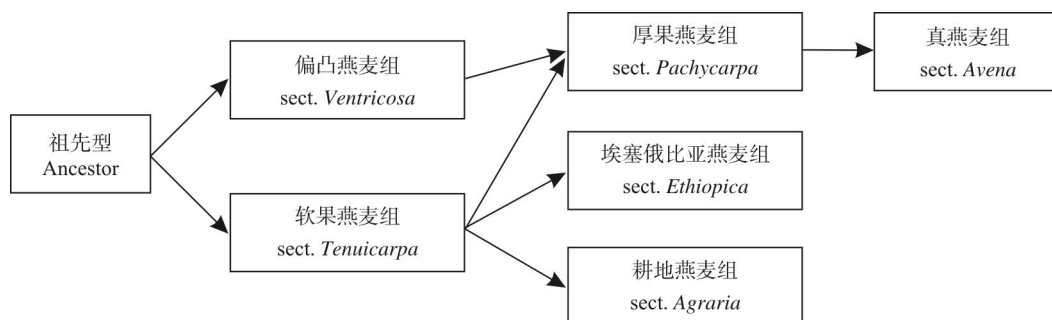 祖先型
Ancestor
偏凸燕麦组
sect. Ventricosa
软果燕麦组
sect. Tenuicarpa
厚果燕麦组
sect. Pachycarpa
真燕麦组
sect. Avena
埃塞俄比亚燕麦组
sect. Ethiopica
耕地燕麦组
sect. Agraria